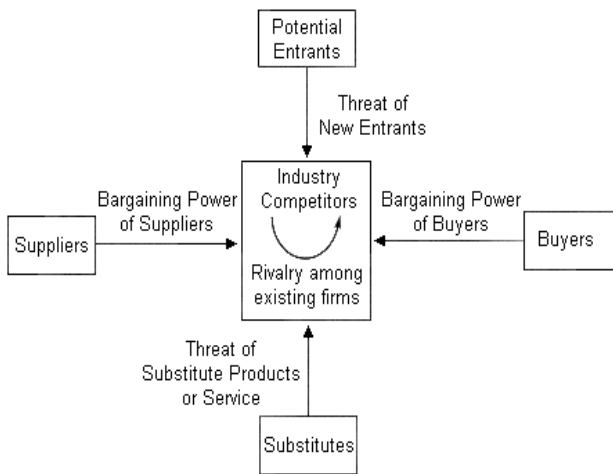 Potential
Entrants
Threat of
New Entrants
Industry
Competitors
Rivalry among
existing firms
Bargaining Power
of Suppliers
Suppliers
Bargaining Power
of Buyers
Buyers
Threat of
Substitute Products
or Service
Substitutes